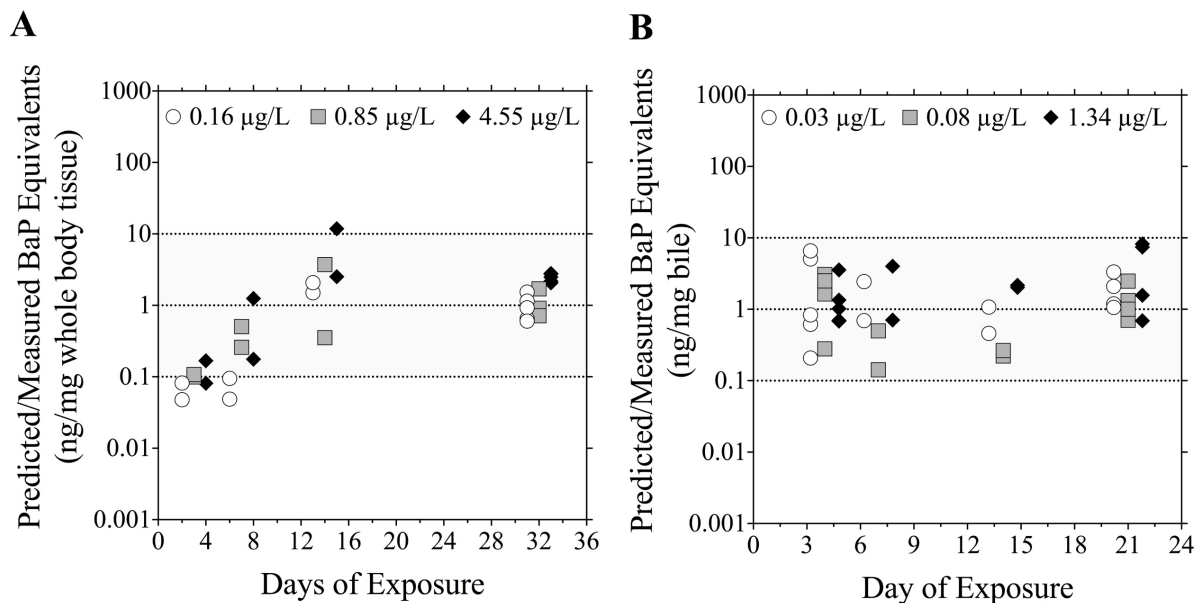 A
Predicted/Measured BaP Equivalents
(ng/mg whole body tissue)
1000
100
10
1
0.1
0.01
0.001
0.16 µg/L 0.85 µg/L 4.55 µg/L
0 4 8 12 16 20 24 28 32 36
Days of Exposure
B
Predicted/Measured BaP Equivalents
(ng/mg bile)
1000
100
10
1
0.1
0.01
0.001
0.03 µg/L 0.08 µg/L 1.34 µg/L
0 3 6 9 12 15 18 21 24
Day of Exposure